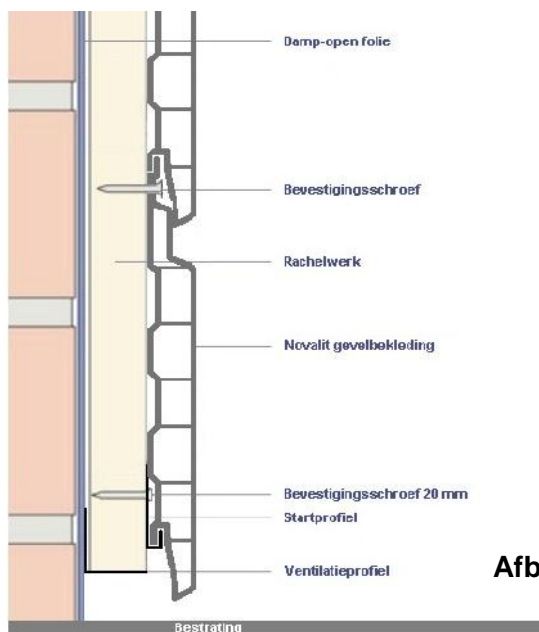 Damp-open folie
Bevestigingsschroef
Rachelwerk
Novalit gevelbekleding
Bevestigingsschroef 20 mm
Startprofiel
Ventilatieprofiel
Afb
Bestrating